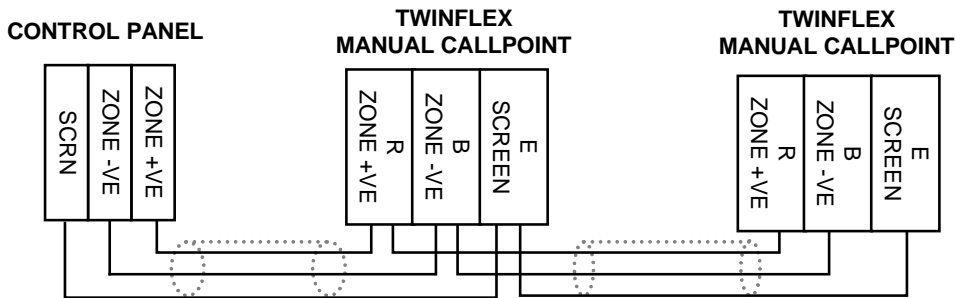 CONTROL PANEL
TWINFLEX
MANUAL CALLPOINT
TWINFLEX
MANUAL CALLPOINT
SCRN
ZONE -VE
ZONE +VE
R
ZONE +VE
B
ZONE -VE
E
SCREEN
R
ZONE +VE
B
ZONE -VE
E
SCREEN